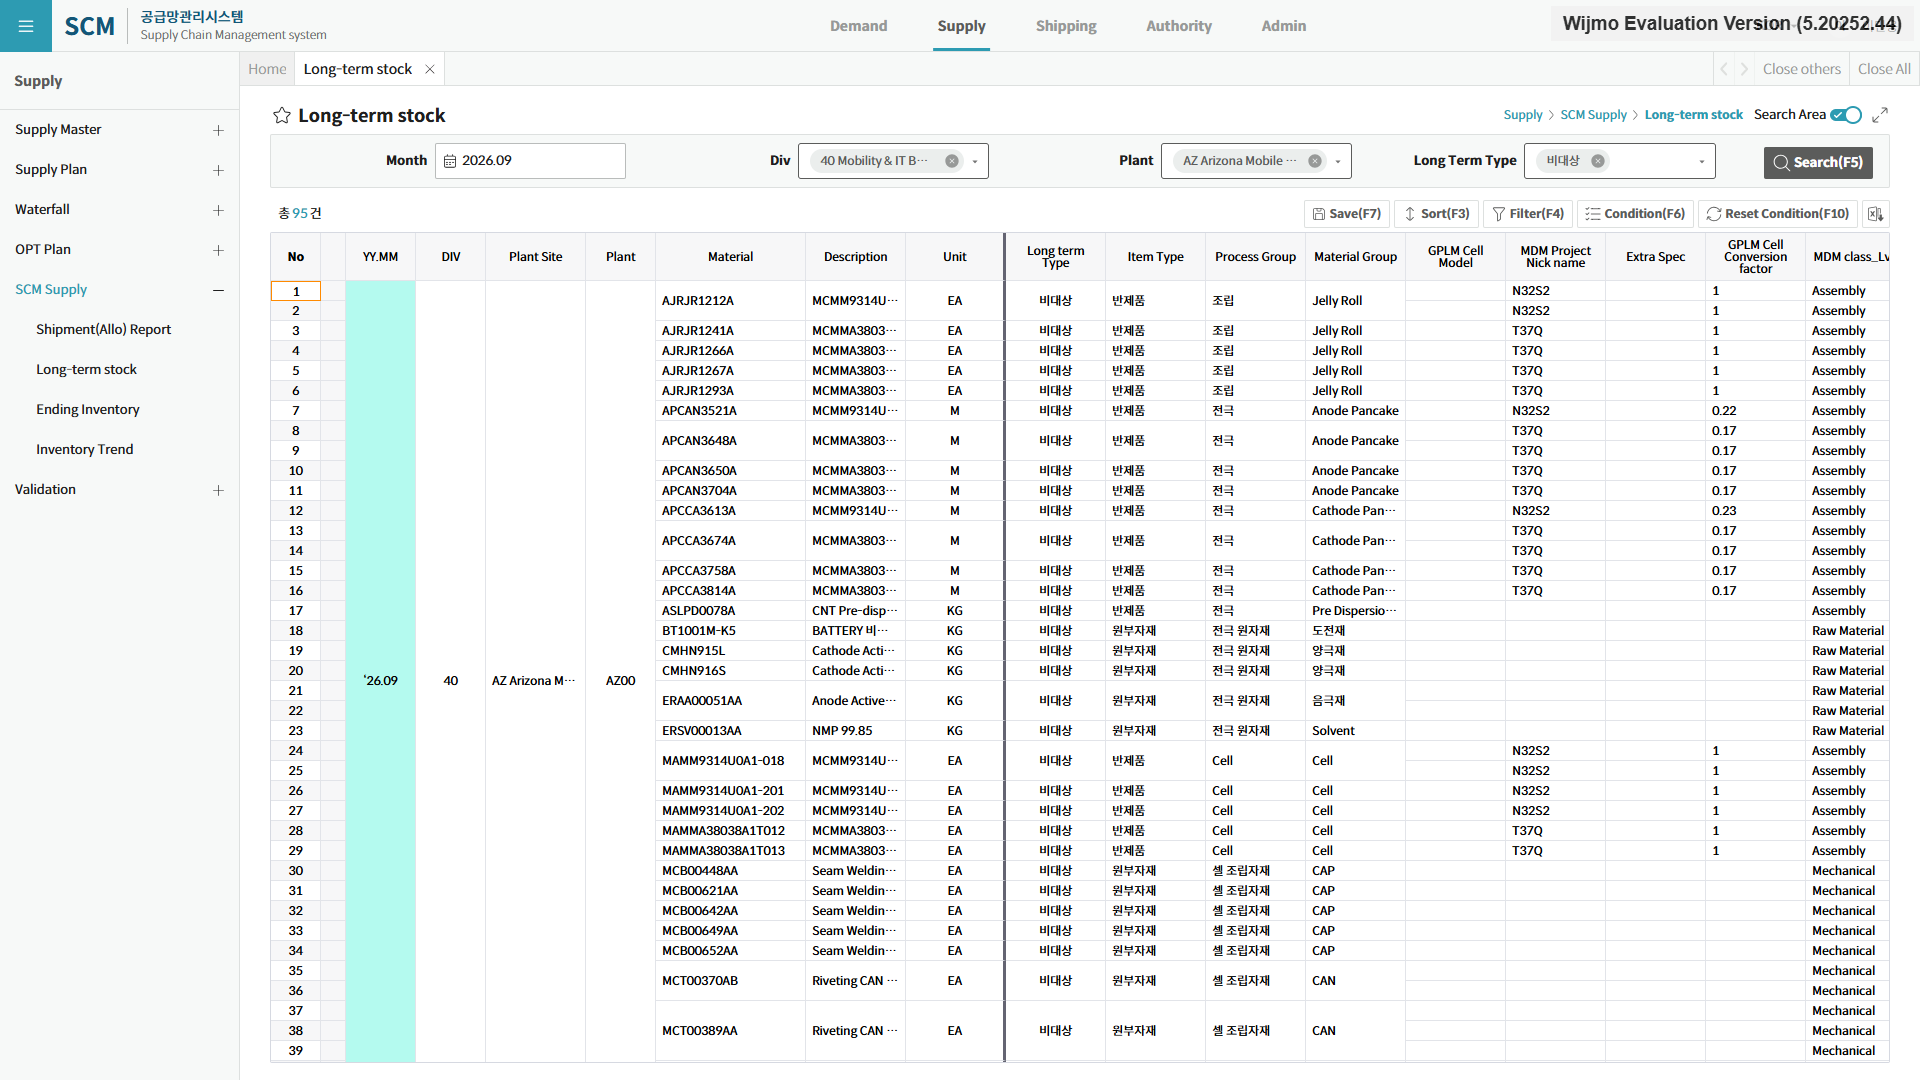 SCM 공급망관리시스템
Supply Chain Management system
Demand Supply Shipping Authority Admin
Wijmo Evaluation Version (5.20252.44)
Supply
Home Long-term stock
Close others Close All
Supply Master
Supply Plan
Waterfall
OPT Plan
SCM Supply
Shipment(Allo) Report
Long-term stock
Ending Inventory
Inventory Trend
Validation
Long-term stock
Supply > SCM Supply > Long-term stock Search Area
Month 2026.09 Div 40 Mobility & IT B··· Plant AZ Arizona Mobile ··· Long Term Type 비대상 Search(F5)
총 95 건
Save(F7) Sort(F3) Filter(F4) Condition(F6) Reset Condition(F10)
No YY.MM DIV Plant Site Plant Material Description Unit Long term Type Item Type Process Group Material Group GPLM Cell Model MDM Project Nick name Extra Spec GPLM Cell Conversion factor MDM class_Lv
'26.09 40 AZ Arizona M··· AZ00
1 AJRJR1212A MCMM9314U··· EA 비대상 반제품 조립 Jelly Roll N32S2 1 Assembly
2 N32S2 1 Assembly
3 AJRJR1241A MCMMA3803··· EA 비대상 반제품 조립 Jelly Roll T37Q 1 Assembly
4 AJRJR1266A MCMMA3803··· EA 비대상 반제품 조립 Jelly Roll T37Q 1 Assembly
5 AJRJR1267A MCMMA3803··· EA 비대상 반제품 조립 Jelly Roll T37Q 1 Assembly
6 AJRJR1293A MCMMA3803··· EA 비대상 반제품 조립 Jelly Roll T37Q 1 Assembly
7 APCAN3521A MCMM9314U··· M 비대상 반제품 전극 Anode Pancake N32S2 0.22 Assembly
8 APCAN3648A MCMMA3803··· M 비대상 반제품 전극 Anode Pancake T37Q 0.17 Assembly
9 T37Q 0.17 Assembly
10 APCAN3650A MCMMA3803··· M 비대상 반제품 전극 Anode Pancake T37Q 0.17 Assembly
11 APCAN3704A MCMMA3803··· M 비대상 반제품 전극 Anode Pancake T37Q 0.17 Assembly
12 APCCA3613A MCMM9314U··· M 비대상 반제품 전극 Cathode Pan··· N32S2 0.23 Assembly
13 APCCA3674A MCMMA3803··· M 비대상 반제품 전극 Cathode Pan··· T37Q 0.17 Assembly
14 T37Q 0.17 Assembly
15 APCCA3758A MCMMA3803··· M 비대상 반제품 전극 Cathode Pan··· T37Q 0.17 Assembly
16 APCCA3814A MCMMA3803··· M 비대상 반제품 전극 Cathode Pan··· T37Q 0.17 Assembly
17 ASLPD0078A CNT Pre-disp··· KG 비대상 반제품 전극 Pre Dispersio··· Assembly
18 BT1001M-K5 BATTERY 비··· KG 비대상 원부자재 전극 원자재 도전재 Raw Material
19 CMHN915L Cathode Acti··· KG 비대상 원부자재 전극 원자재 양극재 Raw Material
20 CMHN916S Cathode Acti··· KG 비대상 원부자재 전극 원자재 양극재 Raw Material
21 ERAA00051AA Anode Active··· KG 비대상 원부자재 전극 원자재 음극재 Raw Material
22 Raw Material
23 ERSV00013AA NMP 99.85 KG 비대상 원부자재 전극 원자재 Solvent Raw Material
24 MAMM9314U0A1-018 MCMM9314U··· EA 비대상 반제품 Cell Cell N32S2 1 Assembly
25 N32S2 1 Assembly
26 MAMM9314U0A1-201 MCMM9314U··· EA 비대상 반제품 Cell Cell N32S2 1 Assembly
27 MAMM9314U0A1-202 MCMM9314U··· EA 비대상 반제품 Cell Cell N32S2 1 Assembly
28 MAMMA38038A1T012 MCMMA3803··· EA 비대상 반제품 Cell Cell T37Q 1 Assembly
29 MAMMA38038A1T013 MCMMA3803··· EA 비대상 반제품 Cell Cell T37Q 1 Assembly
30 MCB00448AA Seam Weldin··· EA 비대상 원부자재 셀 조립자재 CAP Mechanical
31 MCB00621AA Seam Weldin··· EA 비대상 원부자재 셀 조립자재 CAP Mechanical
32 MCB00642AA Seam Weldin··· EA 비대상 원부자재 셀 조립자재 CAP Mechanical
33 MCB00649AA Seam Weldin··· EA 비대상 원부자재 셀 조립자재 CAP Mechanical
34 MCB00652AA Seam Weldin··· EA 비대상 원부자재 셀 조립자재 CAP Mechanical
35 MCT00370AB Riveting CAN ··· EA 비대상 원부자재 셀 조립자재 CAN Mechanical
36 Mechanical
37 Mechanical
38 MCT00389AA Riveting CAN ··· EA 비대상 원부자재 셀 조립자재 CAN Mechanical
39 Mechanical